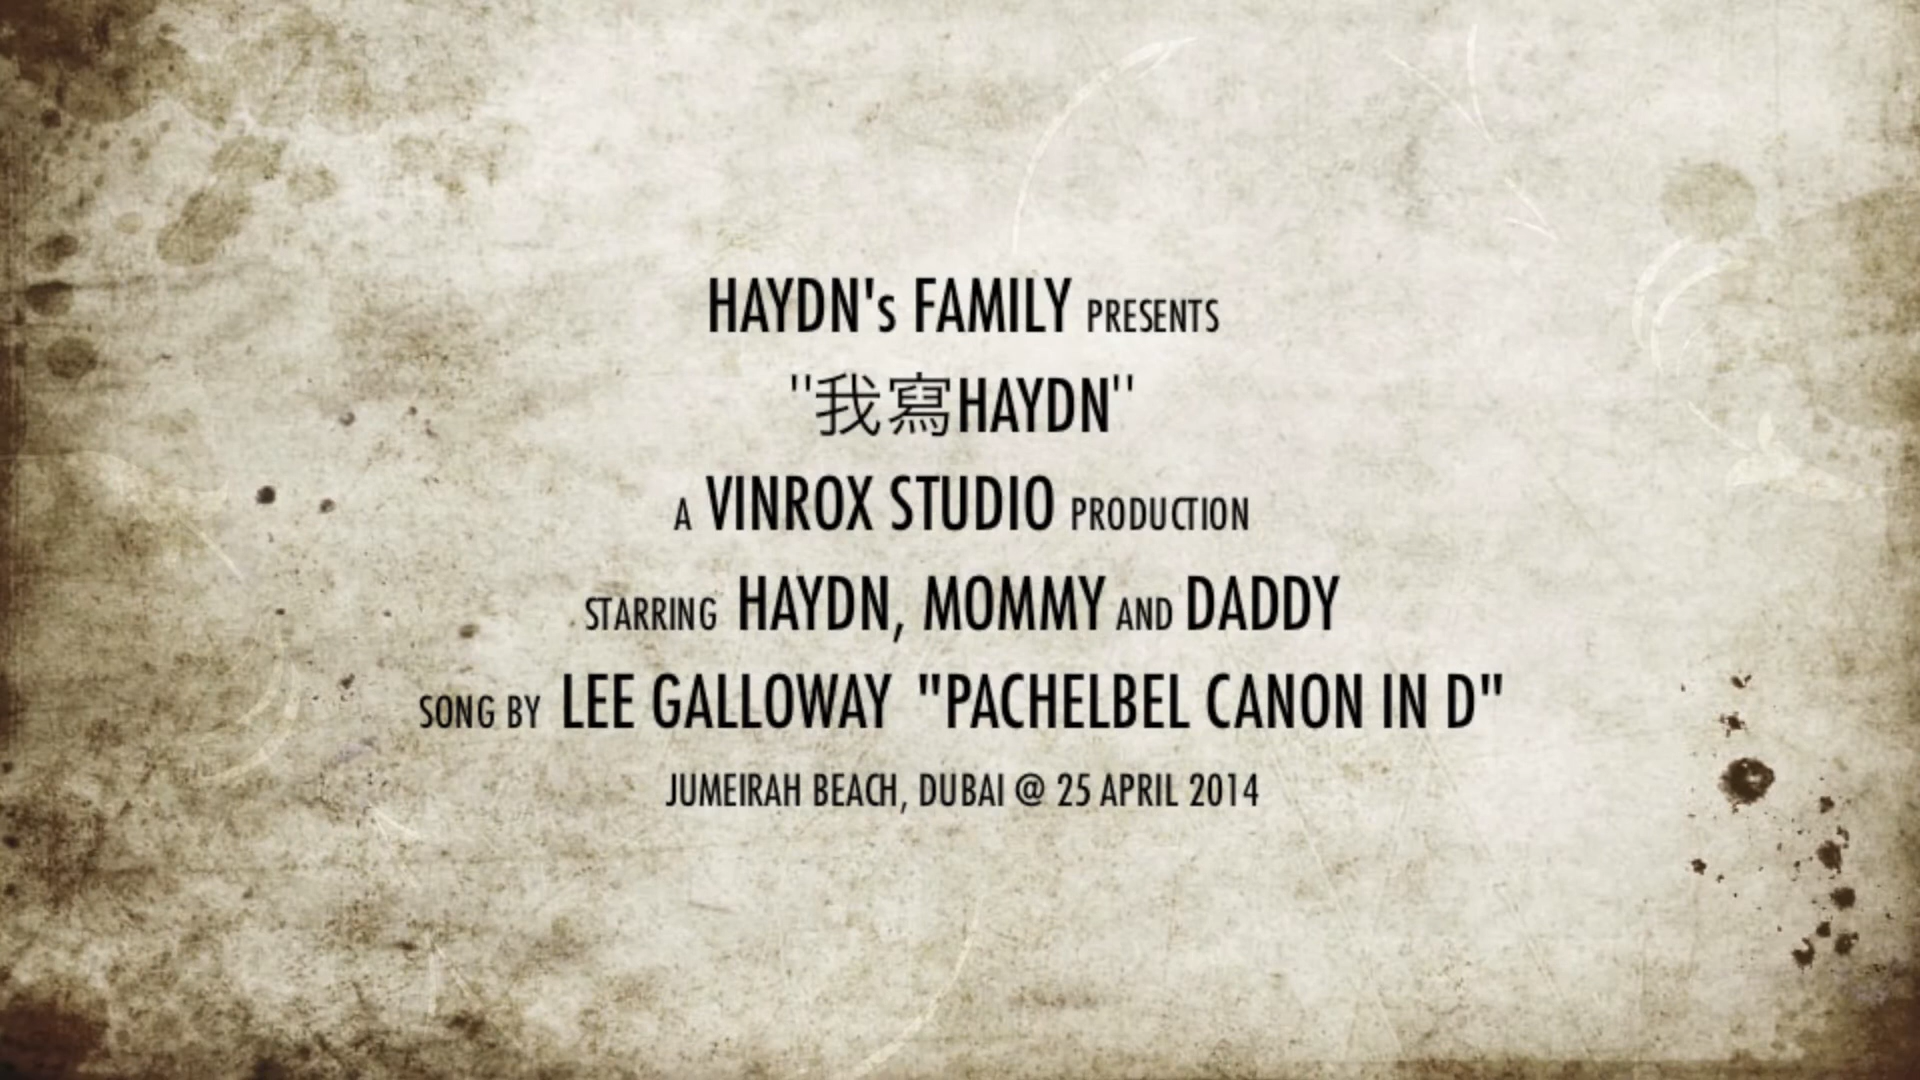 HAYDN's FAMILY PRESENTS
"我寫HAYDN"
A VINROX STUDIO PRODUCTION
STARRING HAYDN, MOMMY AND DADDY
SONG BY LEE GALLOWAY "PACHELBEL CANON IN D"
JUMEIRAH BEACH, DUBAI @ 25 APRIL 2014